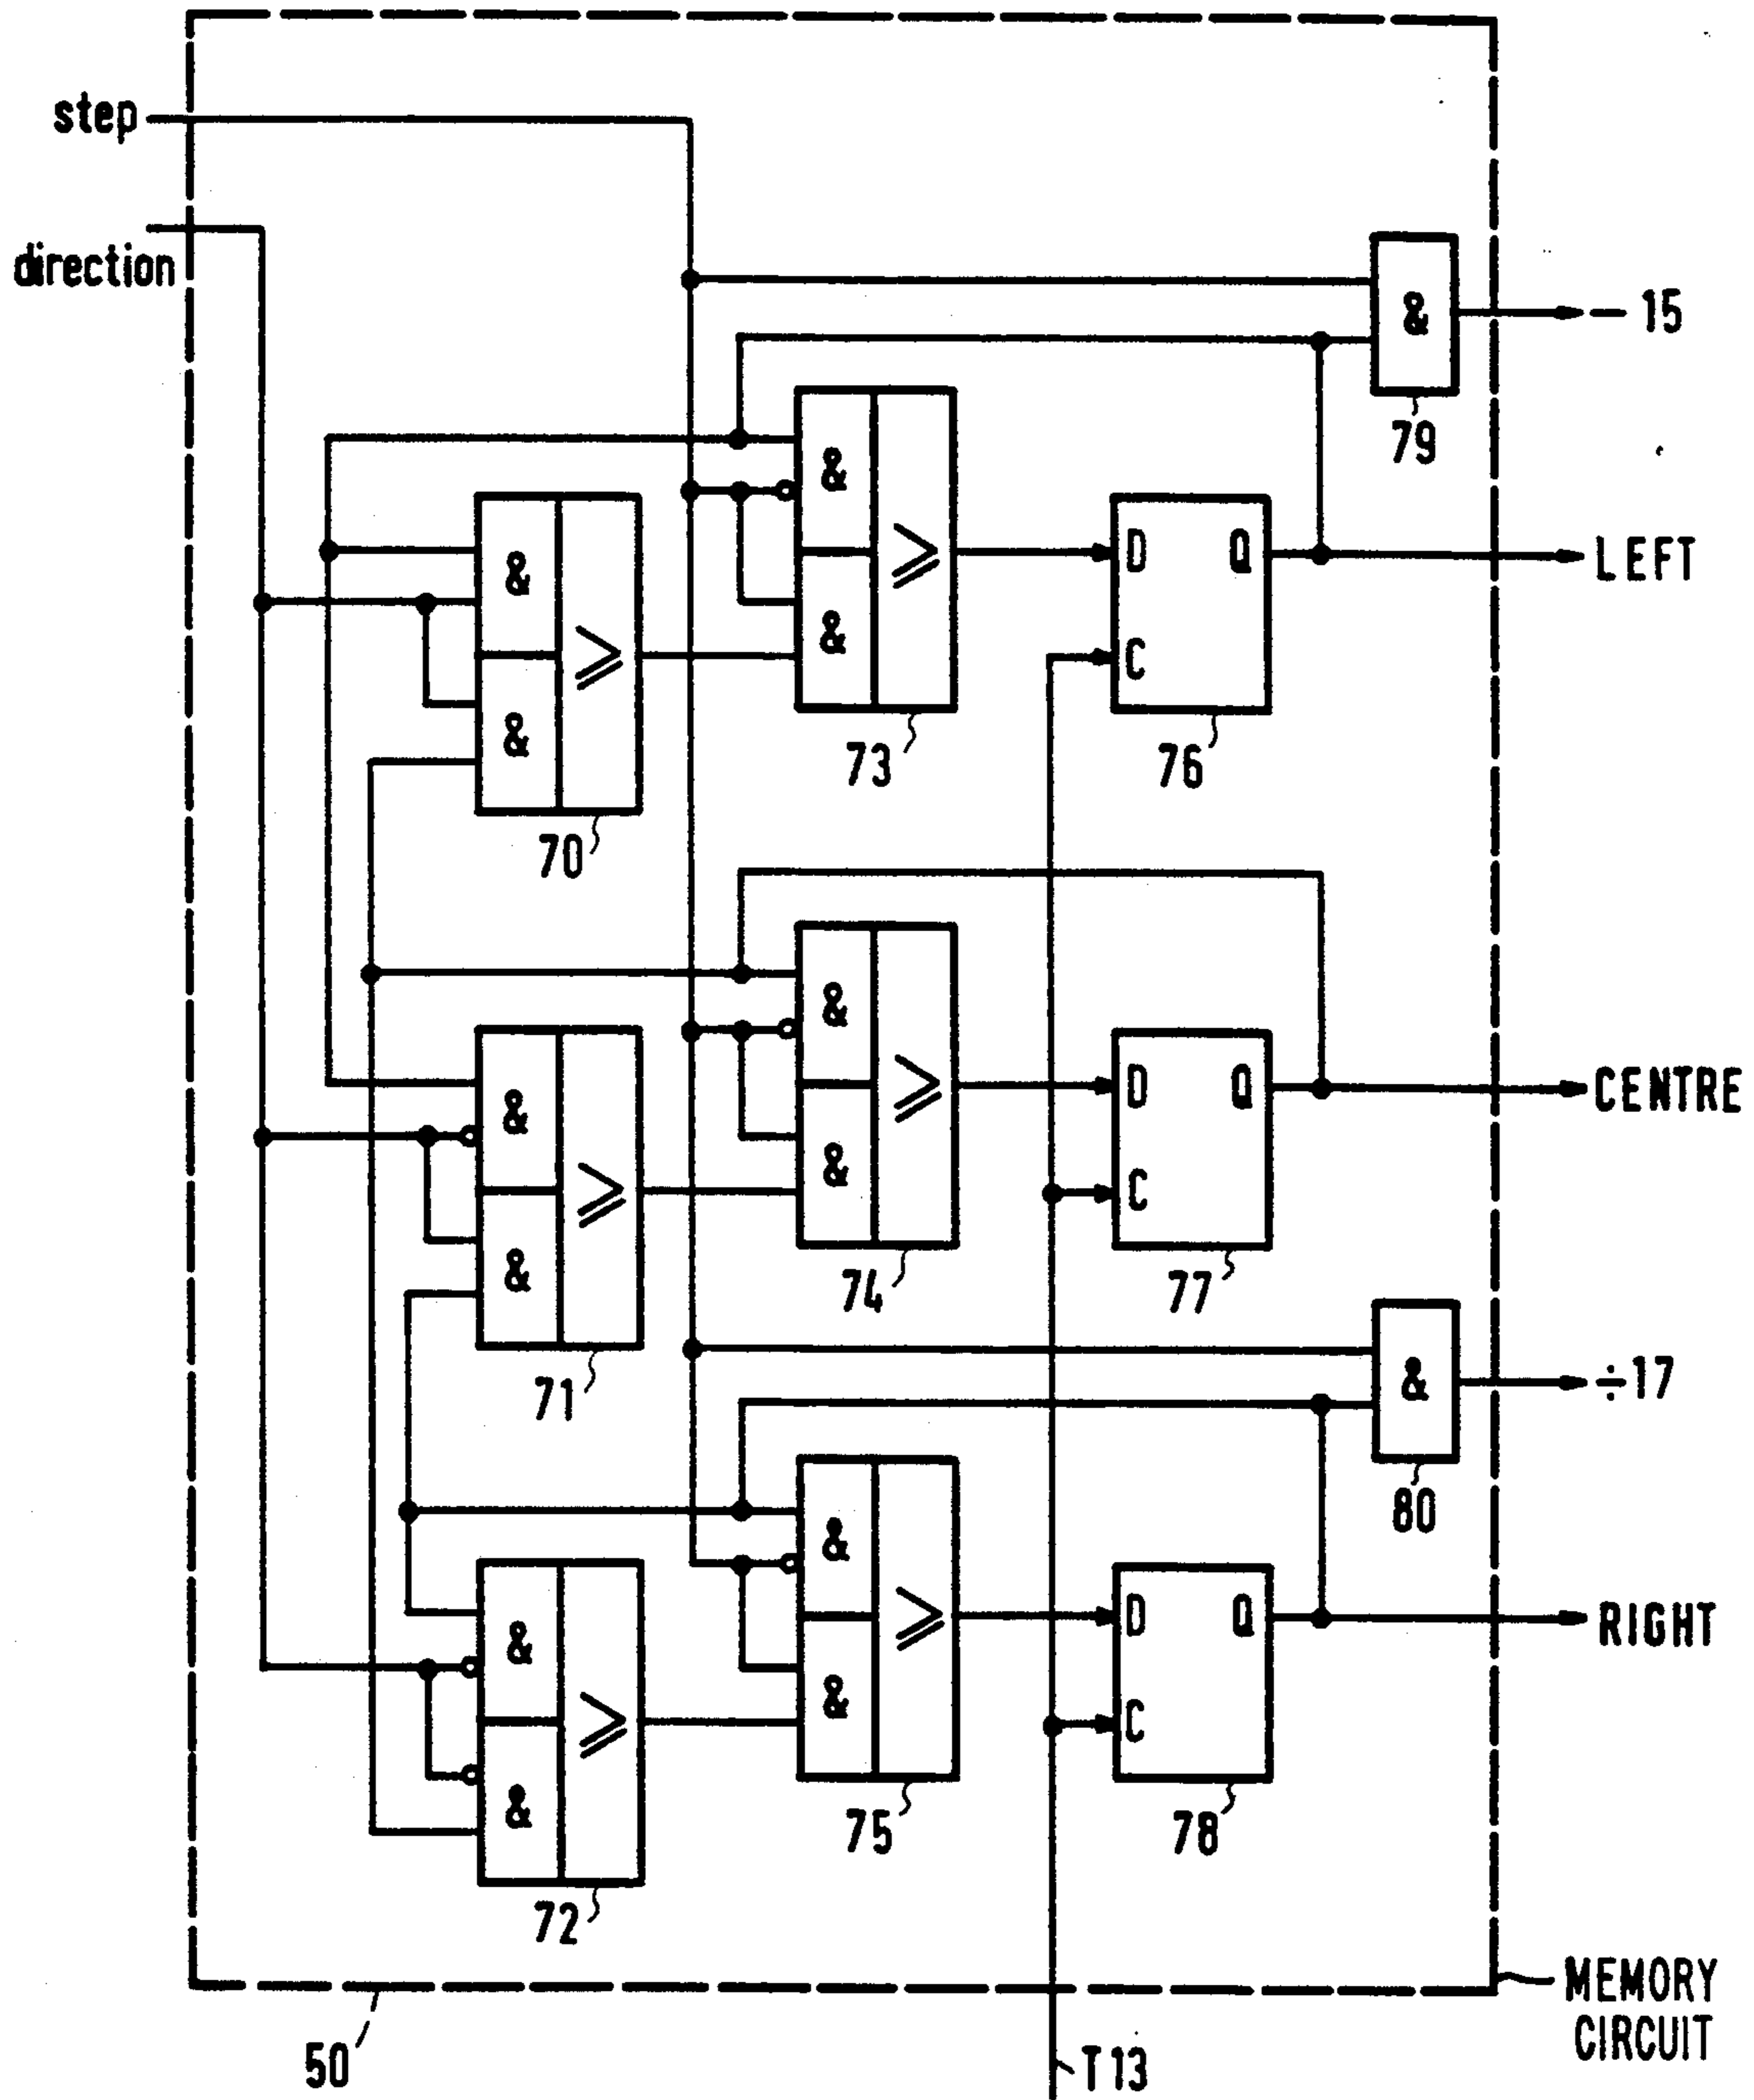 step
direction
&
— 15
79
&
&
≥
73
D
Q
C
76
LEFT
&
&
≥
70
&
&
≥
74
D
Q
C
77
CENTRE
&
&
≥
71
&
÷17
80
&
&
≥
75
D
Q
C
78
RIGHT
&
&
≥
72
MEMORY
CIRCUIT
50
T13